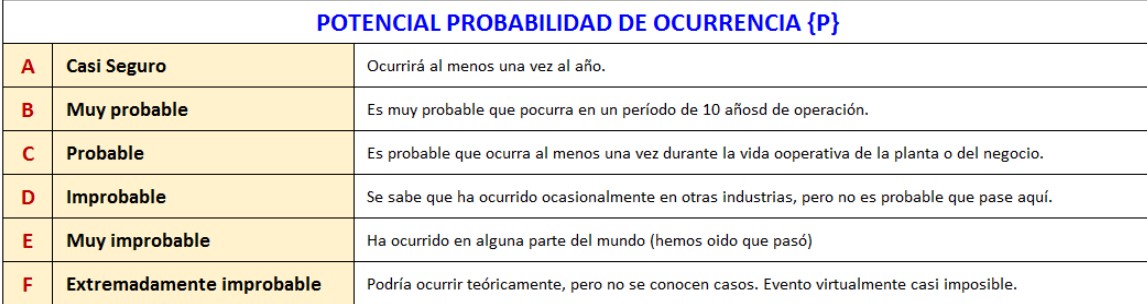 POTENCIAL PROBABILIDAD DE OCURRENCIA {P}
A Casi Seguro Ocurrirá al menos una vez al año.
B Muy probable Es muy probable que pocurra en un período de 10 añosd de operación.
C Probable Es probable que ocurra al menos una vez durante la vida ooperativa de la planta o del negocio.
D Improbable Se sabe que ha ocurrido ocasionalmente en otras industrias, pero no es probable que pase aquí.
E Muy improbable Ha ocurrido en alguna parte del mundo (hemos oido que pasó)
F Extremadamente improbable Podría ocurrir teóricamente, pero no se conocen casos. Evento virtualmente casi imposible.